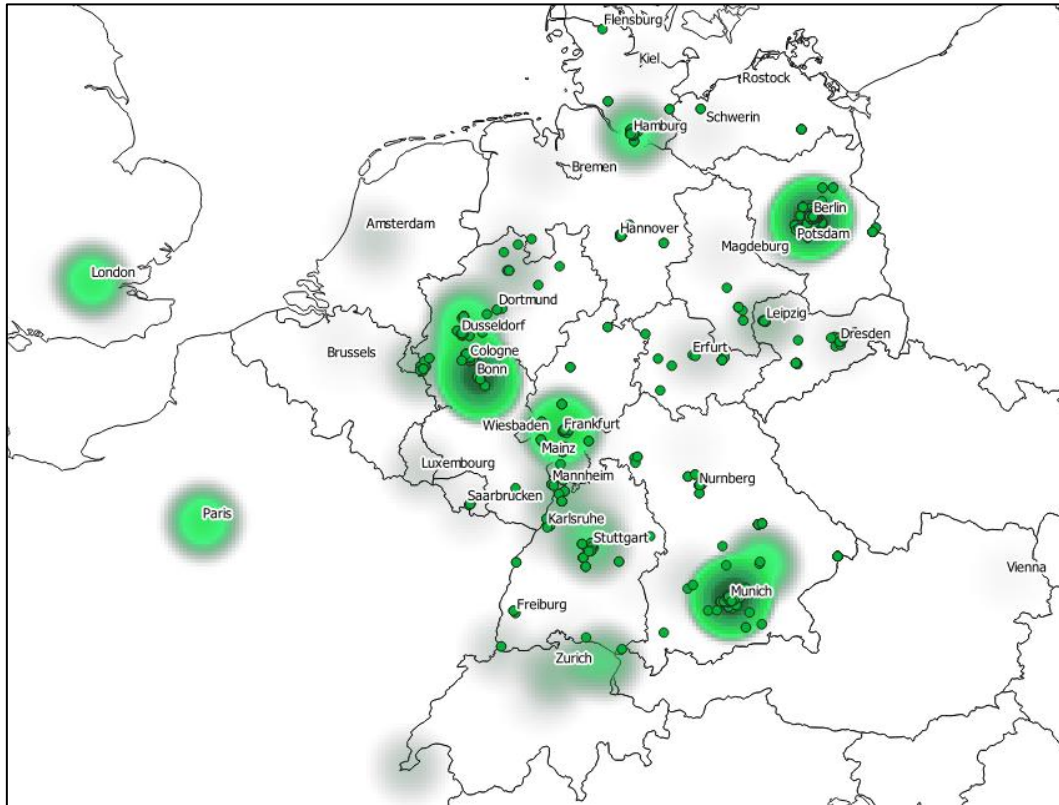 Flensburg
Kiel
Rostock
Schwerin
Hamburg
Bremen
Berlin
Amsterdam
Hannover
Potsdam
Magdeburg
London
Dortmund
Leipzig
Dusseldorf
Dresden
Brussels
Cologne
Erfurt
Bonn
Wiesbaden
Frankfurt
Mainz
Luxembourg
Mannheim
Nurnberg
Saarbrucken
Paris
Karlsruhe
Stuttgart
Vienna
Munich
Freiburg
Zurich